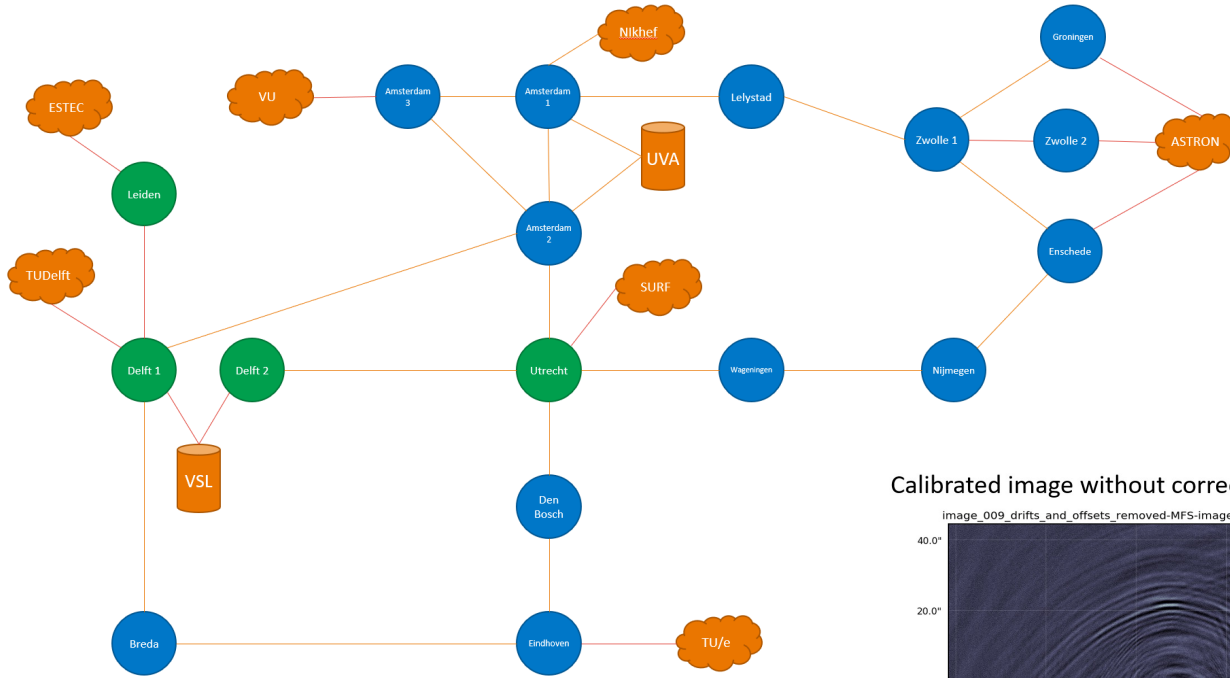 NIkhef
Groningen
ESTEC
VU
Amsterdam
3
Amsterdam
1
Lelystad
Zwolle 1
Zwolle 2
ASTRON
UVA
Leiden
Amsterdam
2
Enschede
TUDelft
SURF
Delft 1
Delft 2
Utrecht
Wageningen
Nijmegen
VSL
Den
Bosch
Calibrated image without
image_009_drifts_and_offsets_removed-MFS-image
40.0"
20.0"
Breda
Eindhoven
TU/e